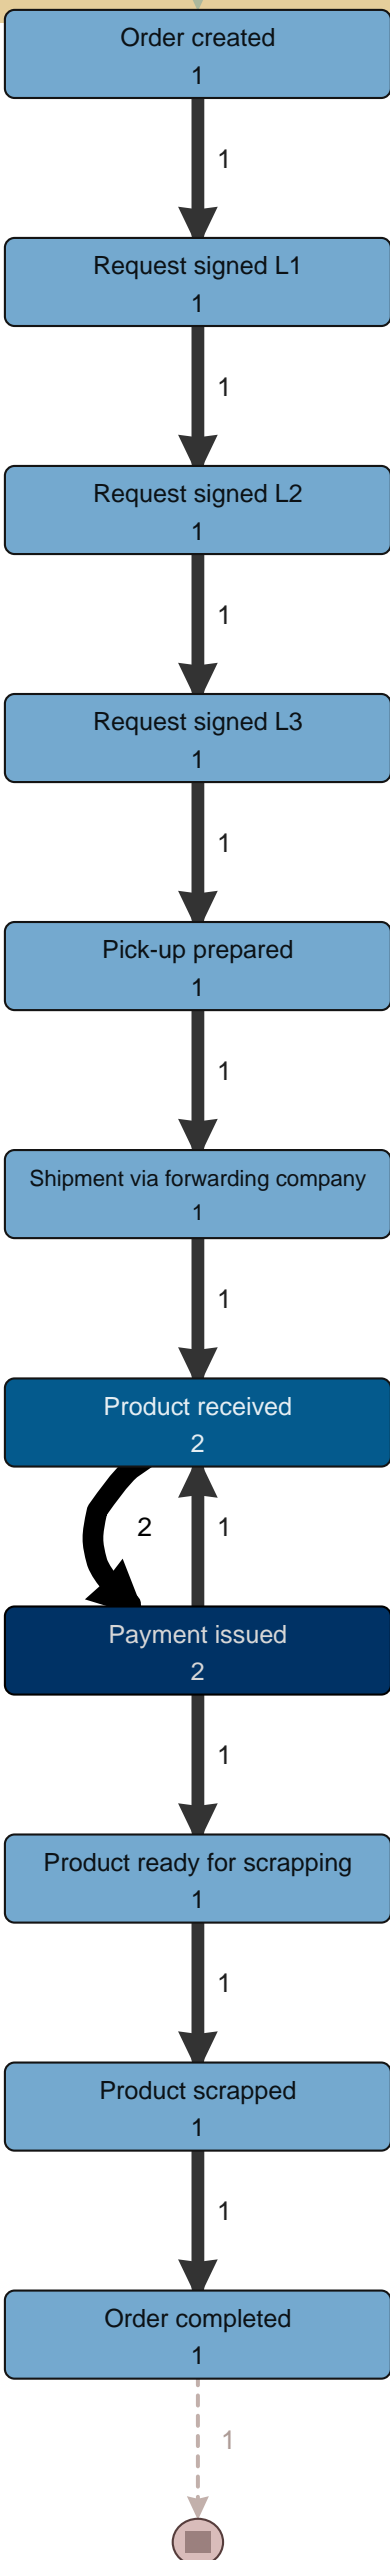 Order created
1
1
Request signed L1
1
1
Request signed L2
1
1
Request signed L3
1
1
Pick-up prepared
1
1
Shipment via forwarding company
1
1
Product received
2
2 1
Payment issued
2
1
Product ready for scrapping
1
1
Product scrapped
1
1
Order completed
1
1